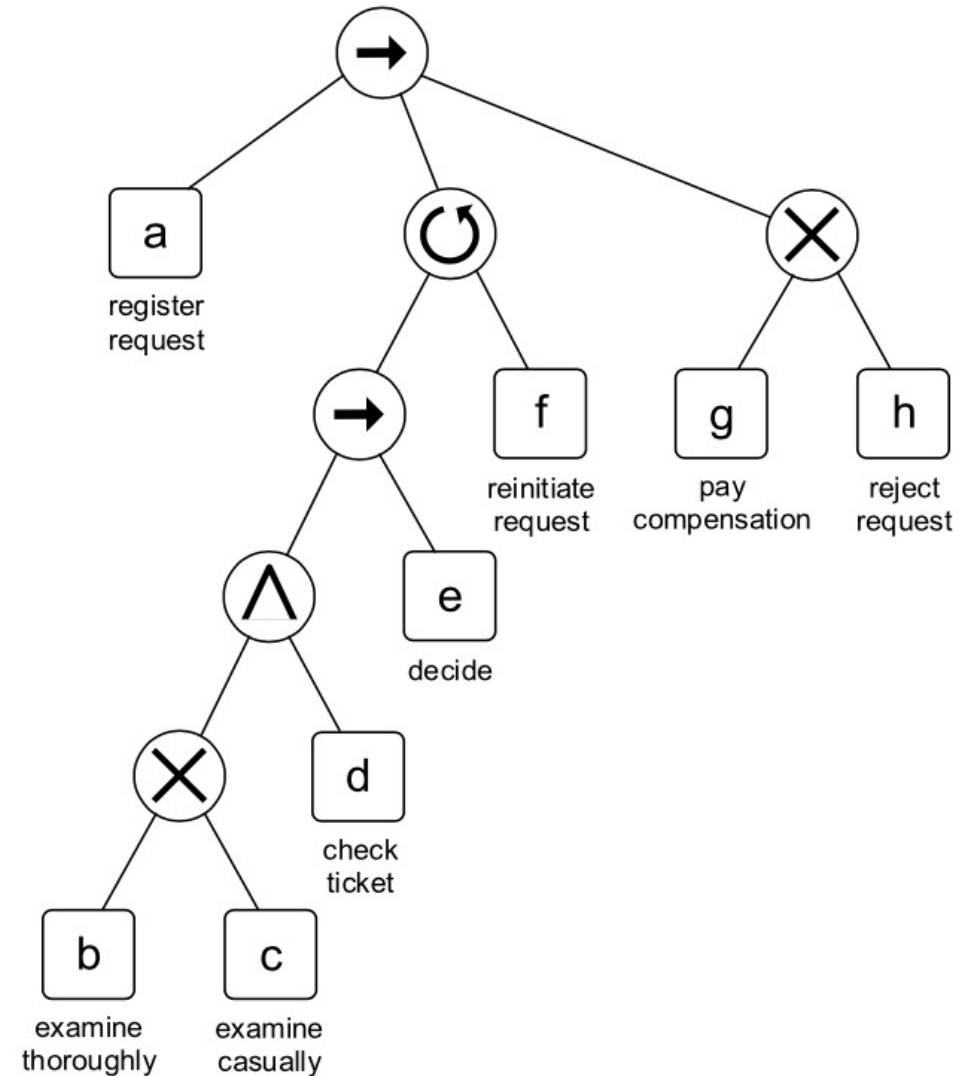 a
register
request
f
reinitiate
request
g
pay
compensation
h
reject
request
e
decide
d
check
ticket
b
examine
thoroughly
c
examine
casually